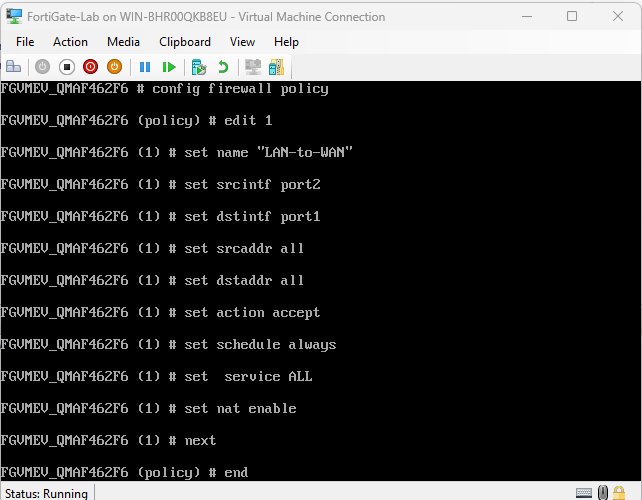 FortiGate-Lab on WIN-BHR00QKB8EU - Virtual Machine Connection
File Action Media Clipboard View Help
FGVMEV_QMAF462F6 # config firewall policy
FGVMEV_QMAF462F6 (policy) # edit 1
FGVMEV_QMAF462F6 (1) # set name "LAN-to-WAN"
FGVMEV_QMAF462F6 (1) # set srcintf port2
FGVMEV_QMAF462F6 (1) # set dstintf port1
FGVMEV_QMAF462F6 (1) # set srcaddr all
FGVMEV_QMAF462F6 (1) # set dstaddr all
FGVMEV_QMAF462F6 (1) # set action accept
FGVMEV_QMAF462F6 (1) # set schedule always
FGVMEV_QMAF462F6 (1) # set  service ALL
FGVMEV_QMAF462F6 (1) # set nat enable
FGVMEV_QMAF462F6 (1) # next
FGVMEV_QMAF462F6 (policy) # end
Status: Running